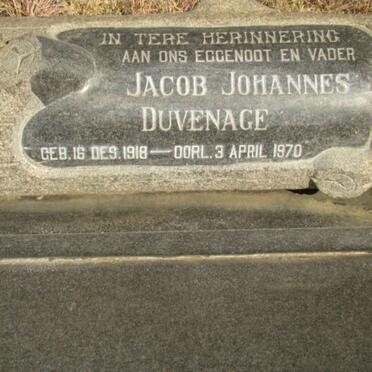 IN TERE HERINNERING
AAN ONS EGGENOOT EN VADER
JACOB JOHANNES
DUVENAGE
GEB. 16 DES. 1918 — OORL. 3 APRIL 1970